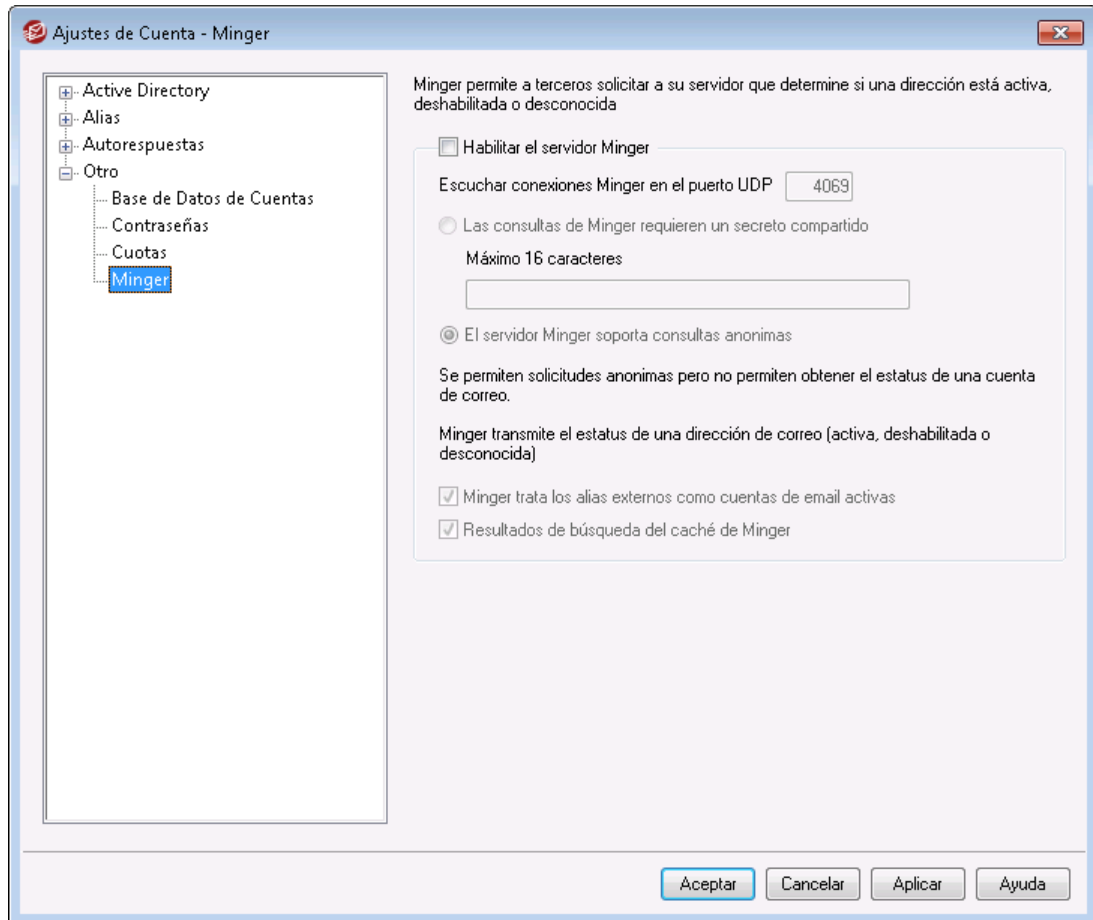 Ajustes de Cuenta - Minger
Active Directory
Alias
Autorespuestas
Otro
Base de Datos de Cuentas
Contraseñas
Cuotas
Minger
Minger permite a terceros solicitar a su servidor que determine si una dirección está activa,
deshabilitada o desconocida
Habilitar el servidor Minger
Escuchar conexiones Minger en el puerto UDP 4069
Las consultas de Minger requieren un secreto compartido
Máximo 16 caracteres
El servidor Minger soporta consultas anonimas
Se permiten solicitudes anonimas pero no permiten obtener el estatus de una cuenta
de correo.
Minger transmite el estatus de una dirección de correo (activa, deshabilitada o
desconocida)
Minger trata los alias externos como cuentas de email activas
Resultados de búsqueda del caché de Minger
Aceptar Cancelar Aplicar Ayuda